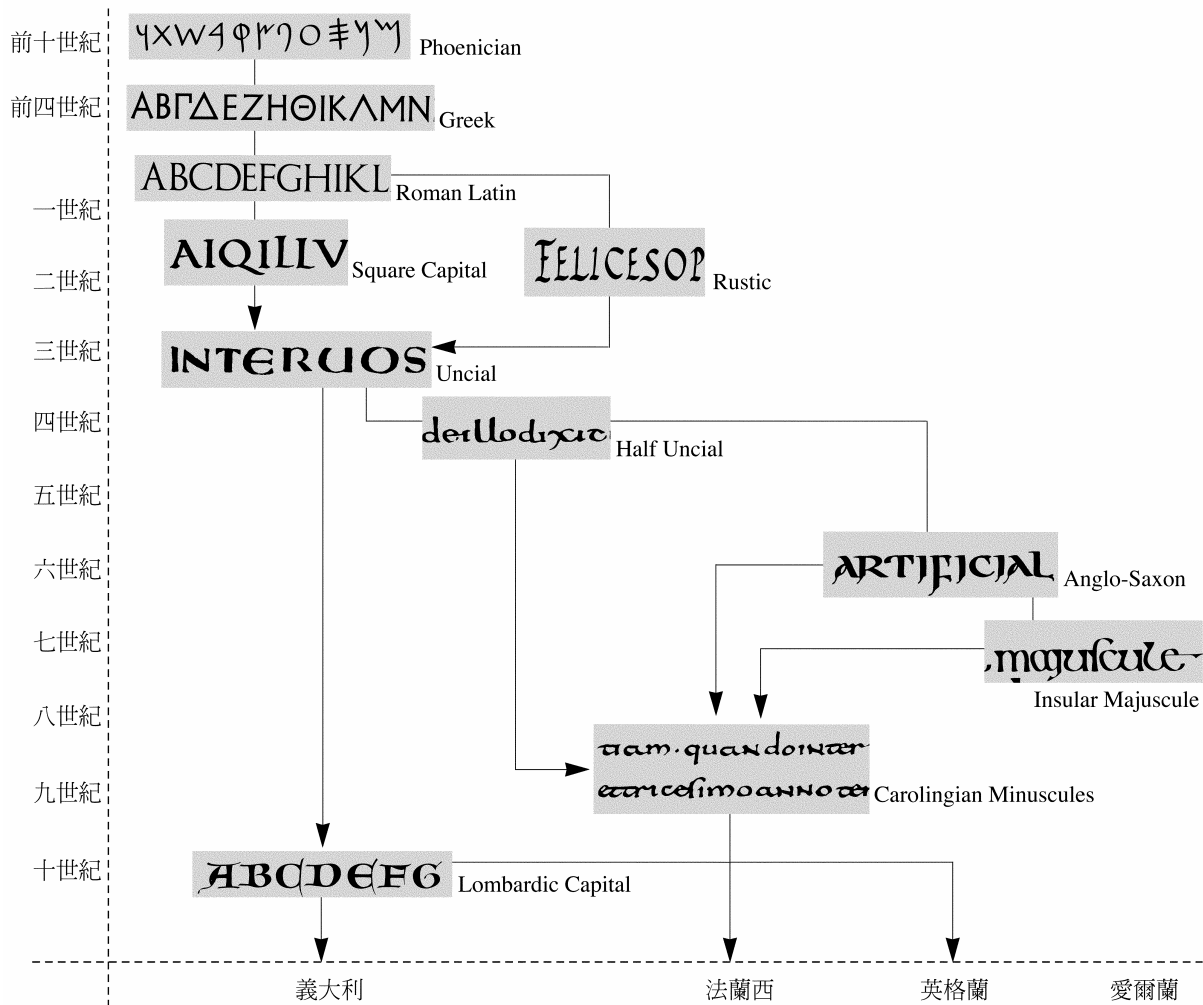 前十世紀
Phoenician
前四世紀
ΑΒΓΔΕΖΗΘΙΚΛΜΝ
Greek
ABCDEFGHIKL
Roman Latin
一世紀
AIQILLV
Square Capital
FELICESOP
Rustic
二世紀
三世紀
INTERUOS
Uncial
四世紀
Half Uncial
五世紀
六世紀
ARTIFICIAL
Anglo-Saxon
七世紀
majuscule
Insular Majuscule
八世紀
tiam·quandointer
九世紀
Carolingian Minuscules
十世紀
ABCDEFG
Lombardic Capital
義大利 法蘭西 英格蘭 愛爾蘭